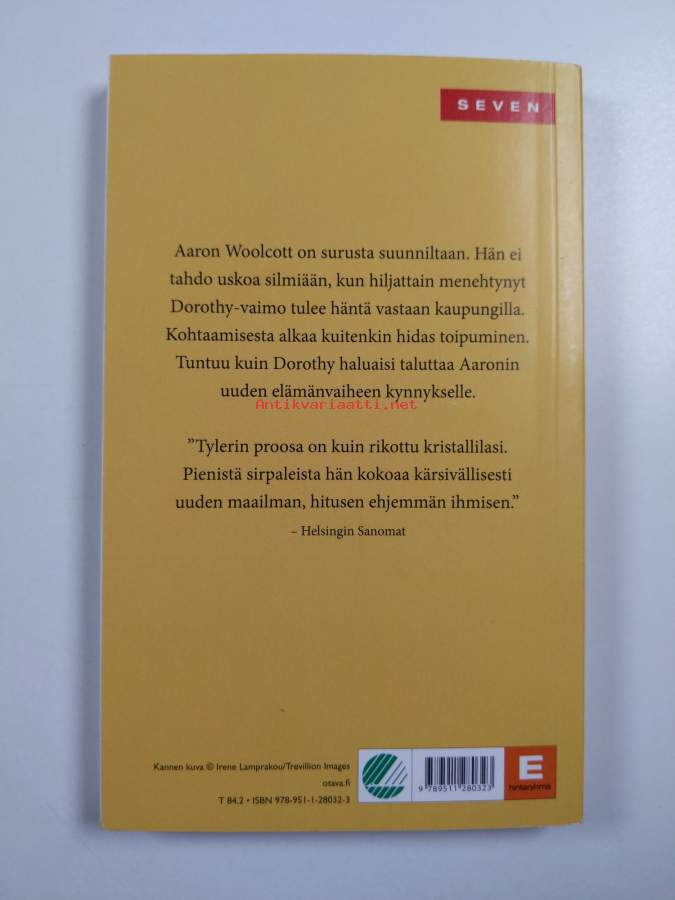 SEVEN
Aaron Woolcott on surusta suunniltaan. Hän ei
tahdo uskoa silmiään, kun hiljattain menehtynyt
Dorothy-vaimo tulee häntä vastaan kaupungilla.
Kohtaamisesta alkaa kuitenkin hidas toipuminen.
Tuntuu kuin Dorothy haluaisi taluttaa Aaronin
uuden elämänvaiheen kynnykselle.
Antikvariaatti.net
”Tylerin proosa on kuin rikottu kristallilasi.
Pienistä sirpaleista hän kokoaa kärsivällisesti
uuden maailman, hitusen ehjemmän ihmisen.”
– Helsingin Sanomat
Kannen kuva © Irene Lamprakou/Trevillion Images
otava.fi
T 84.2 • ISBN 978-951-1-28032-3
9 789511 280323
E
hintaryhmä